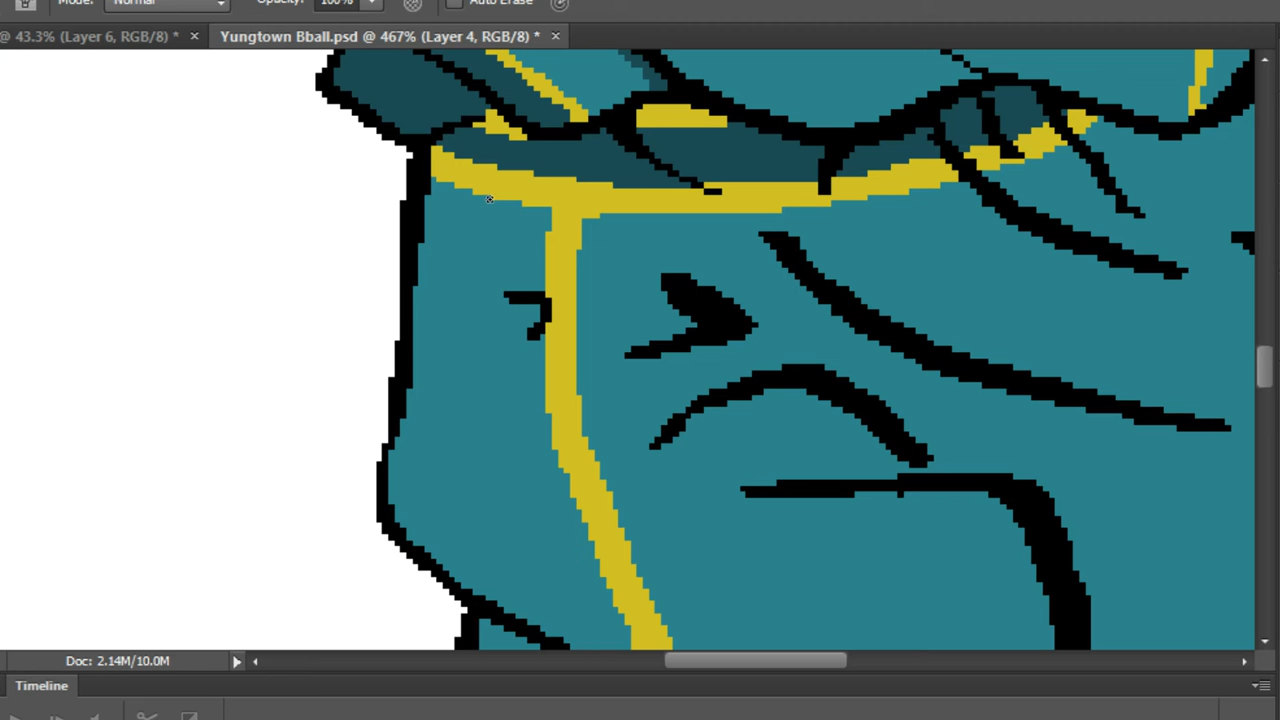 Mode: Normal Opacity: 100% Auto Erase
@ 43.3% (Layer 6, RGB/8) * × Yungtown Bball.psd @ 467% (Layer 4, RGB/8) * ×
Doc: 2.14M/10.0M
Timeline